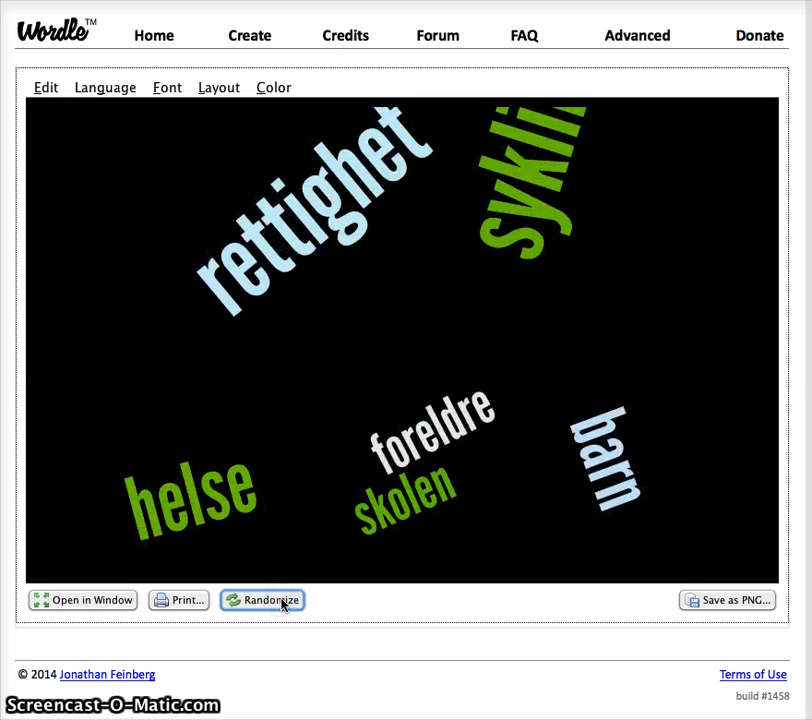 Wordle™ Home Create Credits Forum FAQ Advanced Donate
Edit Language Font Layout Color
rettighet
foreldre
barn
helse
skolen
Open in Window Print... Randomize Save as PNG...
© 2014 Jonathan Feinberg Terms of Use
build #1458
Screencast-O-Matic.com